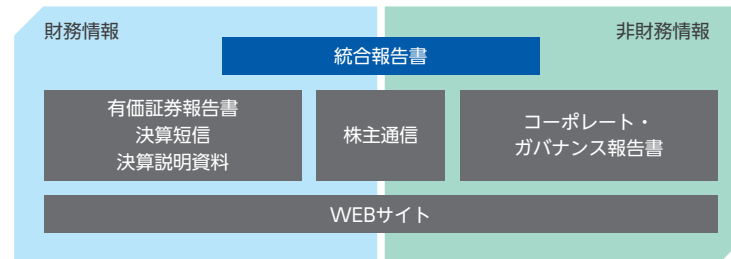 財務情報
非財務情報
統合報告書
有価証券報告書
決算短信
決算説明資料
株主通信
コーポレート・
ガバナンス報告書
WEBサイト